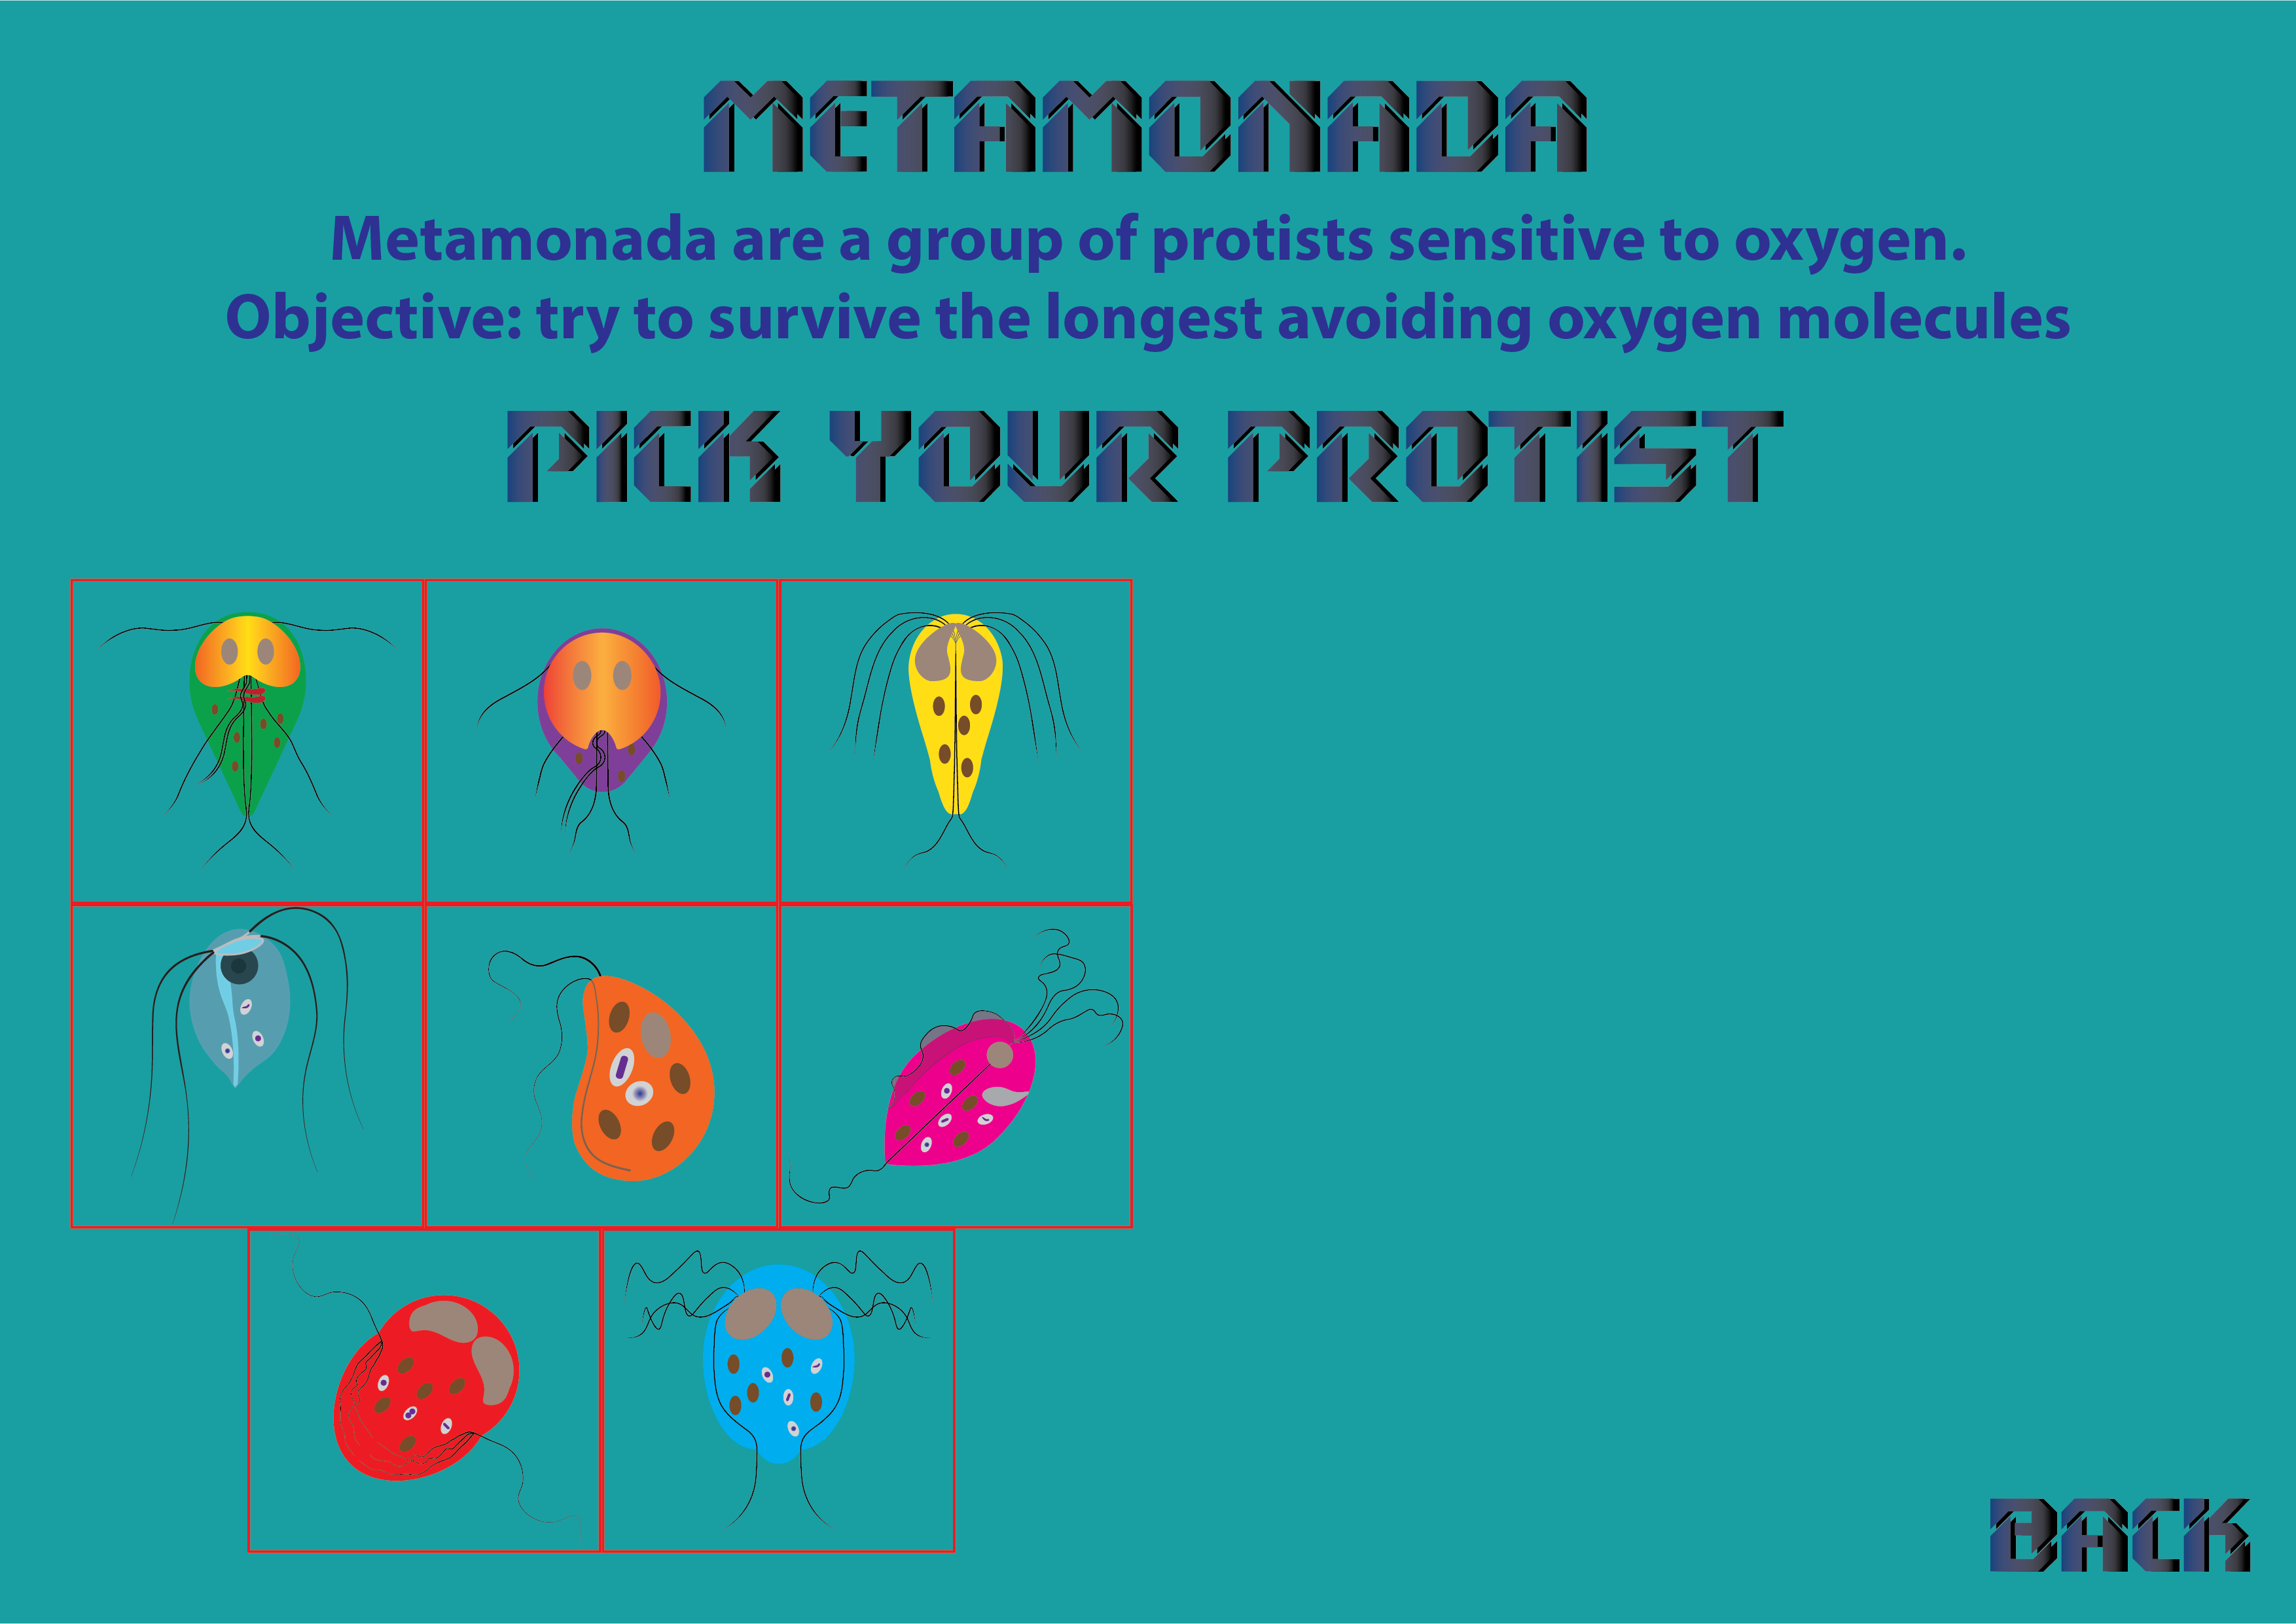 METAMONADA
Metamonada are a group of protists sensitive to oxygen.
Objective: try to survive the longest avoiding oxygen molecules
PICK YOUR PROTIST
BACK